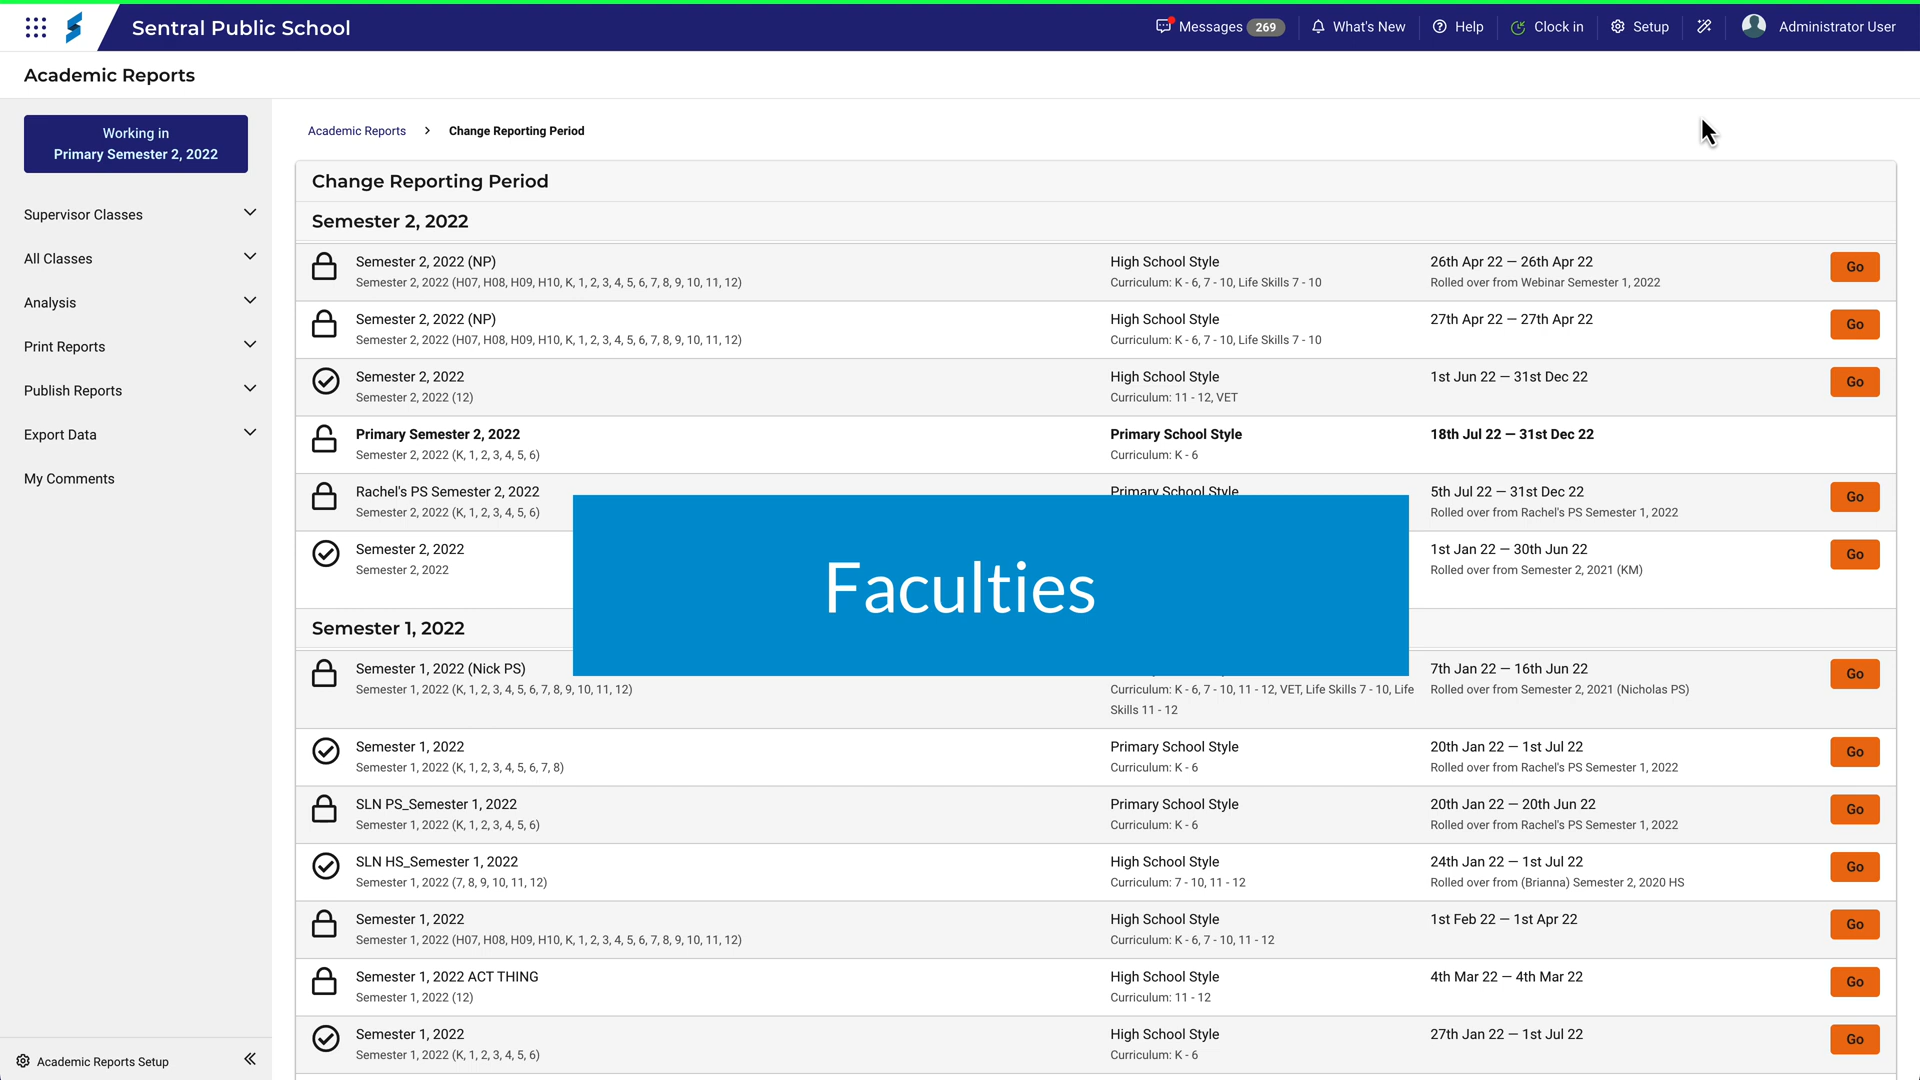 Sentral Public School
Messages 269
What's New
Help
Clock in
Setup
Administrator User
Academic Reports
Working in
Primary Semester 2, 2022
Supervisor Classes
All Classes
Analysis
Print Reports
Publish Reports
Export Data
My Comments
Academic Reports Setup
Academic Reports > Change Reporting Period
Change Reporting Period
Semester 2, 2022
Semester 2, 2022 (NP) High School Style 26th Apr 22 — 26th Apr 22 Go
Semester 2, 2022 (H07, H08, H09, H10, K, 1, 2, 3, 4, 5, 6, 7, 8, 9, 10, 11, 12) Curriculum: K - 6, 7 - 10, Life Skills 7 - 10 Rolled over from Webinar Semester 1, 2022
Semester 2, 2022 (NP) High School Style 27th Apr 22 — 27th Apr 22 Go
Semester 2, 2022 (H07, H08, H09, H10, K, 1, 2, 3, 4, 5, 6, 7, 8, 9, 10, 11, 12) Curriculum: K - 6, 7 - 10, Life Skills 7 - 10
Semester 2, 2022 High School Style 1st Jun 22 — 31st Dec 22 Go
Semester 2, 2022 (12) Curriculum: 11 - 12, VET
Primary Semester 2, 2022 Primary School Style 18th Jul 22 — 31st Dec 22
Semester 2, 2022 (K, 1, 2, 3, 4, 5, 6) Curriculum: K - 6
Rachel's PS Semester 2, 2022 Primary School Style 5th Jul 22 — 31st Dec 22 Go
Semester 2, 2022 (K, 1, 2, 3, 4, 5, 6) Rolled over from Rachel's PS Semester 1, 2022
Semester 2, 2022 1st Jan 22 — 30th Jun 22 Go
Semester 2, 2022 Rolled over from Semester 2, 2021 (KM)
Faculties
Semester 1, 2022
Semester 1, 2022 (Nick PS) 7th Jan 22 — 16th Jun 22 Go
Semester 1, 2022 (K, 1, 2, 3, 4, 5, 6, 7, 8, 9, 10, 11, 12) Curriculum: K - 6, 7 - 10, 11 - 12, VET, Life Skills 7 - 10, Life Rolled over from Semester 2, 2021 (Nicholas PS)
Skills 11 - 12
Semester 1, 2022 Primary School Style 20th Jan 22 — 1st Jul 22 Go
Semester 1, 2022 (K, 1, 2, 3, 4, 5, 6, 7, 8) Curriculum: K - 6 Rolled over from Rachel's PS Semester 1, 2022
SLN PS_Semester 1, 2022 Primary School Style 20th Jan 22 — 20th Jun 22 Go
Semester 1, 2022 (K, 1, 2, 3, 4, 5, 6) Curriculum: K - 6 Rolled over from Rachel's PS Semester 1, 2022
SLN HS_Semester 1, 2022 High School Style 24th Jan 22 — 1st Jul 22 Go
Semester 1, 2022 (7, 8, 9, 10, 11, 12) Curriculum: 7 - 10, 11 - 12 Rolled over from (Brianna) Semester 2, 2020 HS
Semester 1, 2022 High School Style 1st Feb 22 — 1st Apr 22 Go
Semester 1, 2022 (H07, H08, H09, H10, K, 1, 2, 3, 4, 5, 6, 7, 8, 9, 10, 11, 12) Curriculum: K - 6, 7 - 10, 11 - 12
Semester 1, 2022 ACT THING High School Style 4th Mar 22 — 4th Mar 22 Go
Semester 1, 2022 (12) Curriculum: 11 - 12
Semester 1, 2022 High School Style 27th Jan 22 — 1st Jul 22 Go
Semester 1, 2022 (K, 1, 2, 3, 4, 5, 6) Curriculum: K - 6